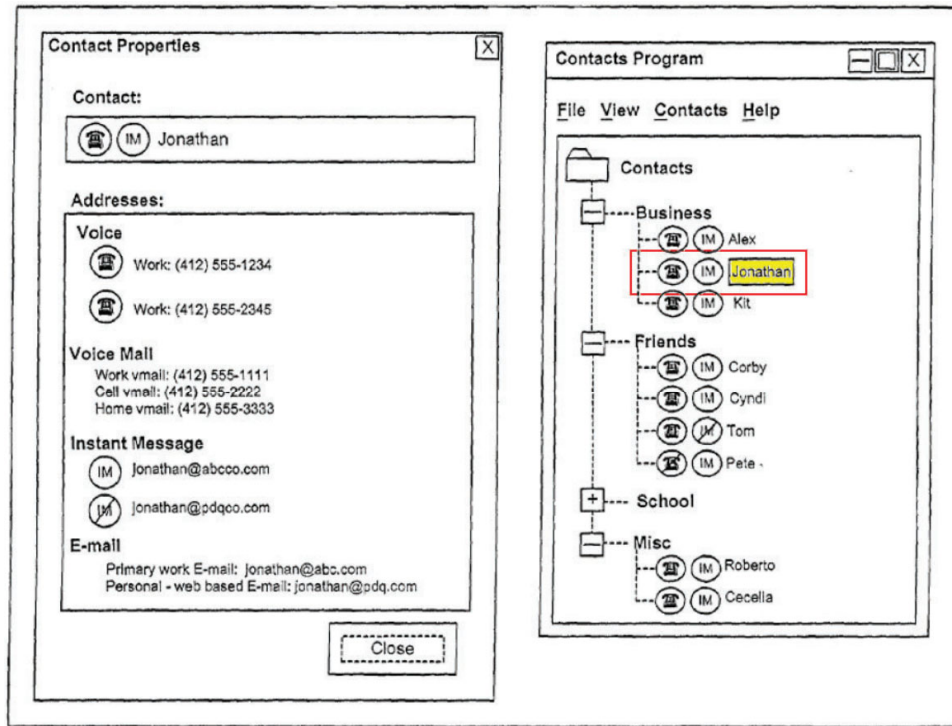 Contact Properties
X
Contact:
IM Jonathan
Addresses:
Voice
Work: (412) 555-1234
Work: (412) 555-2345
Voice Mail
Work vmail: (412) 555-1111
Cell vmail: (412) 555-2222
Home vmail: (412) 555-3333
Instant Message
IM jonathan@abcco.com
IM jonathan@pdqco.com
E-mail
Primary work E-mail: jonathan@abc.com
Personal - web based E-mail: jonathan@pdq.com
Close
Contacts Program
X
File View Contacts Help
Contacts
Business
IM Alex
IM Jonathan
IM Kit
Friends
IM Corby
IM Cyndi
IM Tom
IM Pete
School
Misc
IM Roberto
IM Cecelia